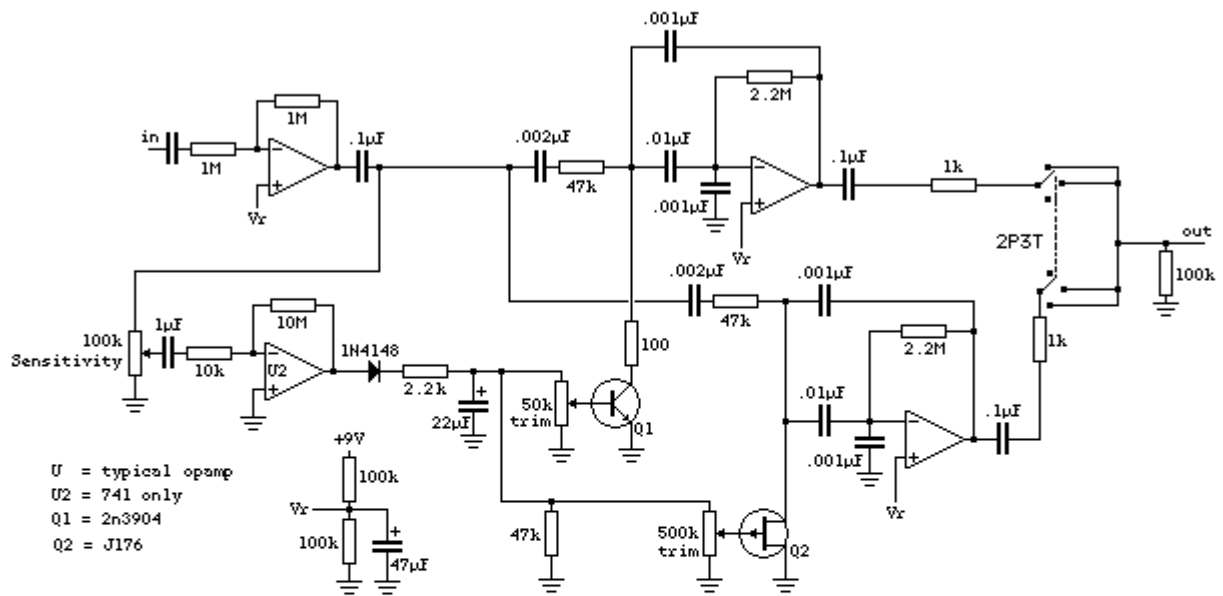 .001µF
2.2M
1M
in
1M
.1µF
.002µF
47k
.01µF
.1µF
1k
.001µF
Vr
Vr
2P3T
out
100k
.002µF
47k
.001µF
10M
1µF
100k
Sensitivity
10k
U2
1N4148
2.2k
100
2.2M
1k
22µF
50k
trim
Q1
.01µF
.1µF
.001µF
+9V
100k
U = typical opamp
U2 = 741 only
Q1 = 2n3904
Q2 = J176
Vr
100k
47µF
47k
500k
trim
Q2
Vr
+
+
-
+
-
+
-
+
-
+